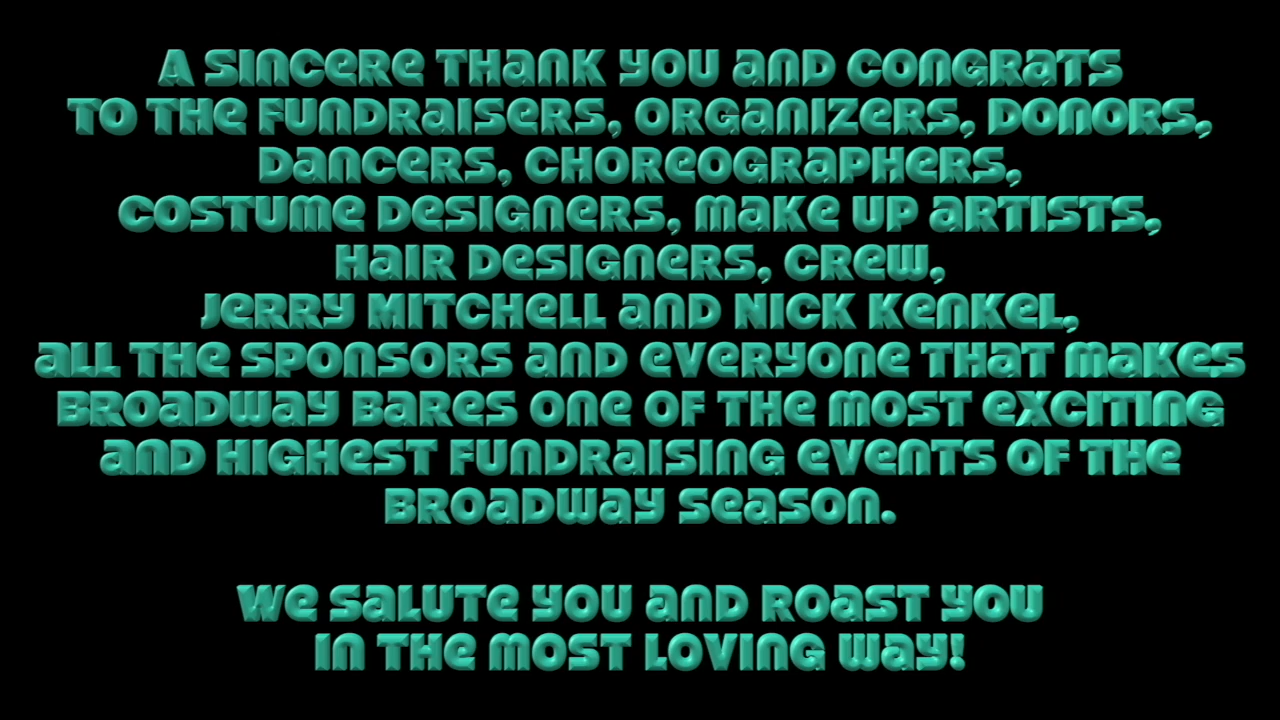 A SINCERE THANK YOU AND CONGRATS
TO THE FUNDRAISERS, ORGANIZERS, DONORS,
DANCERS, CHOREOGRAPHERS,
COSTUME DESIGNERS, MAKE UP ARTISTS,
HAIR DESIGNERS, CREW,
JERRY MITCHELL AND NICK KENKEL,
ALL THE SPONSORS AND EVERYONE THAT MAKES
BROADWAY BARES ONE OF THE MOST EXCITING
AND HIGHEST FUNDRAISING EVENTS OF THE
BROADWAY SEASON.
WE SALUTE YOU AND ROAST YOU
IN THE MOST LOVING WAY!